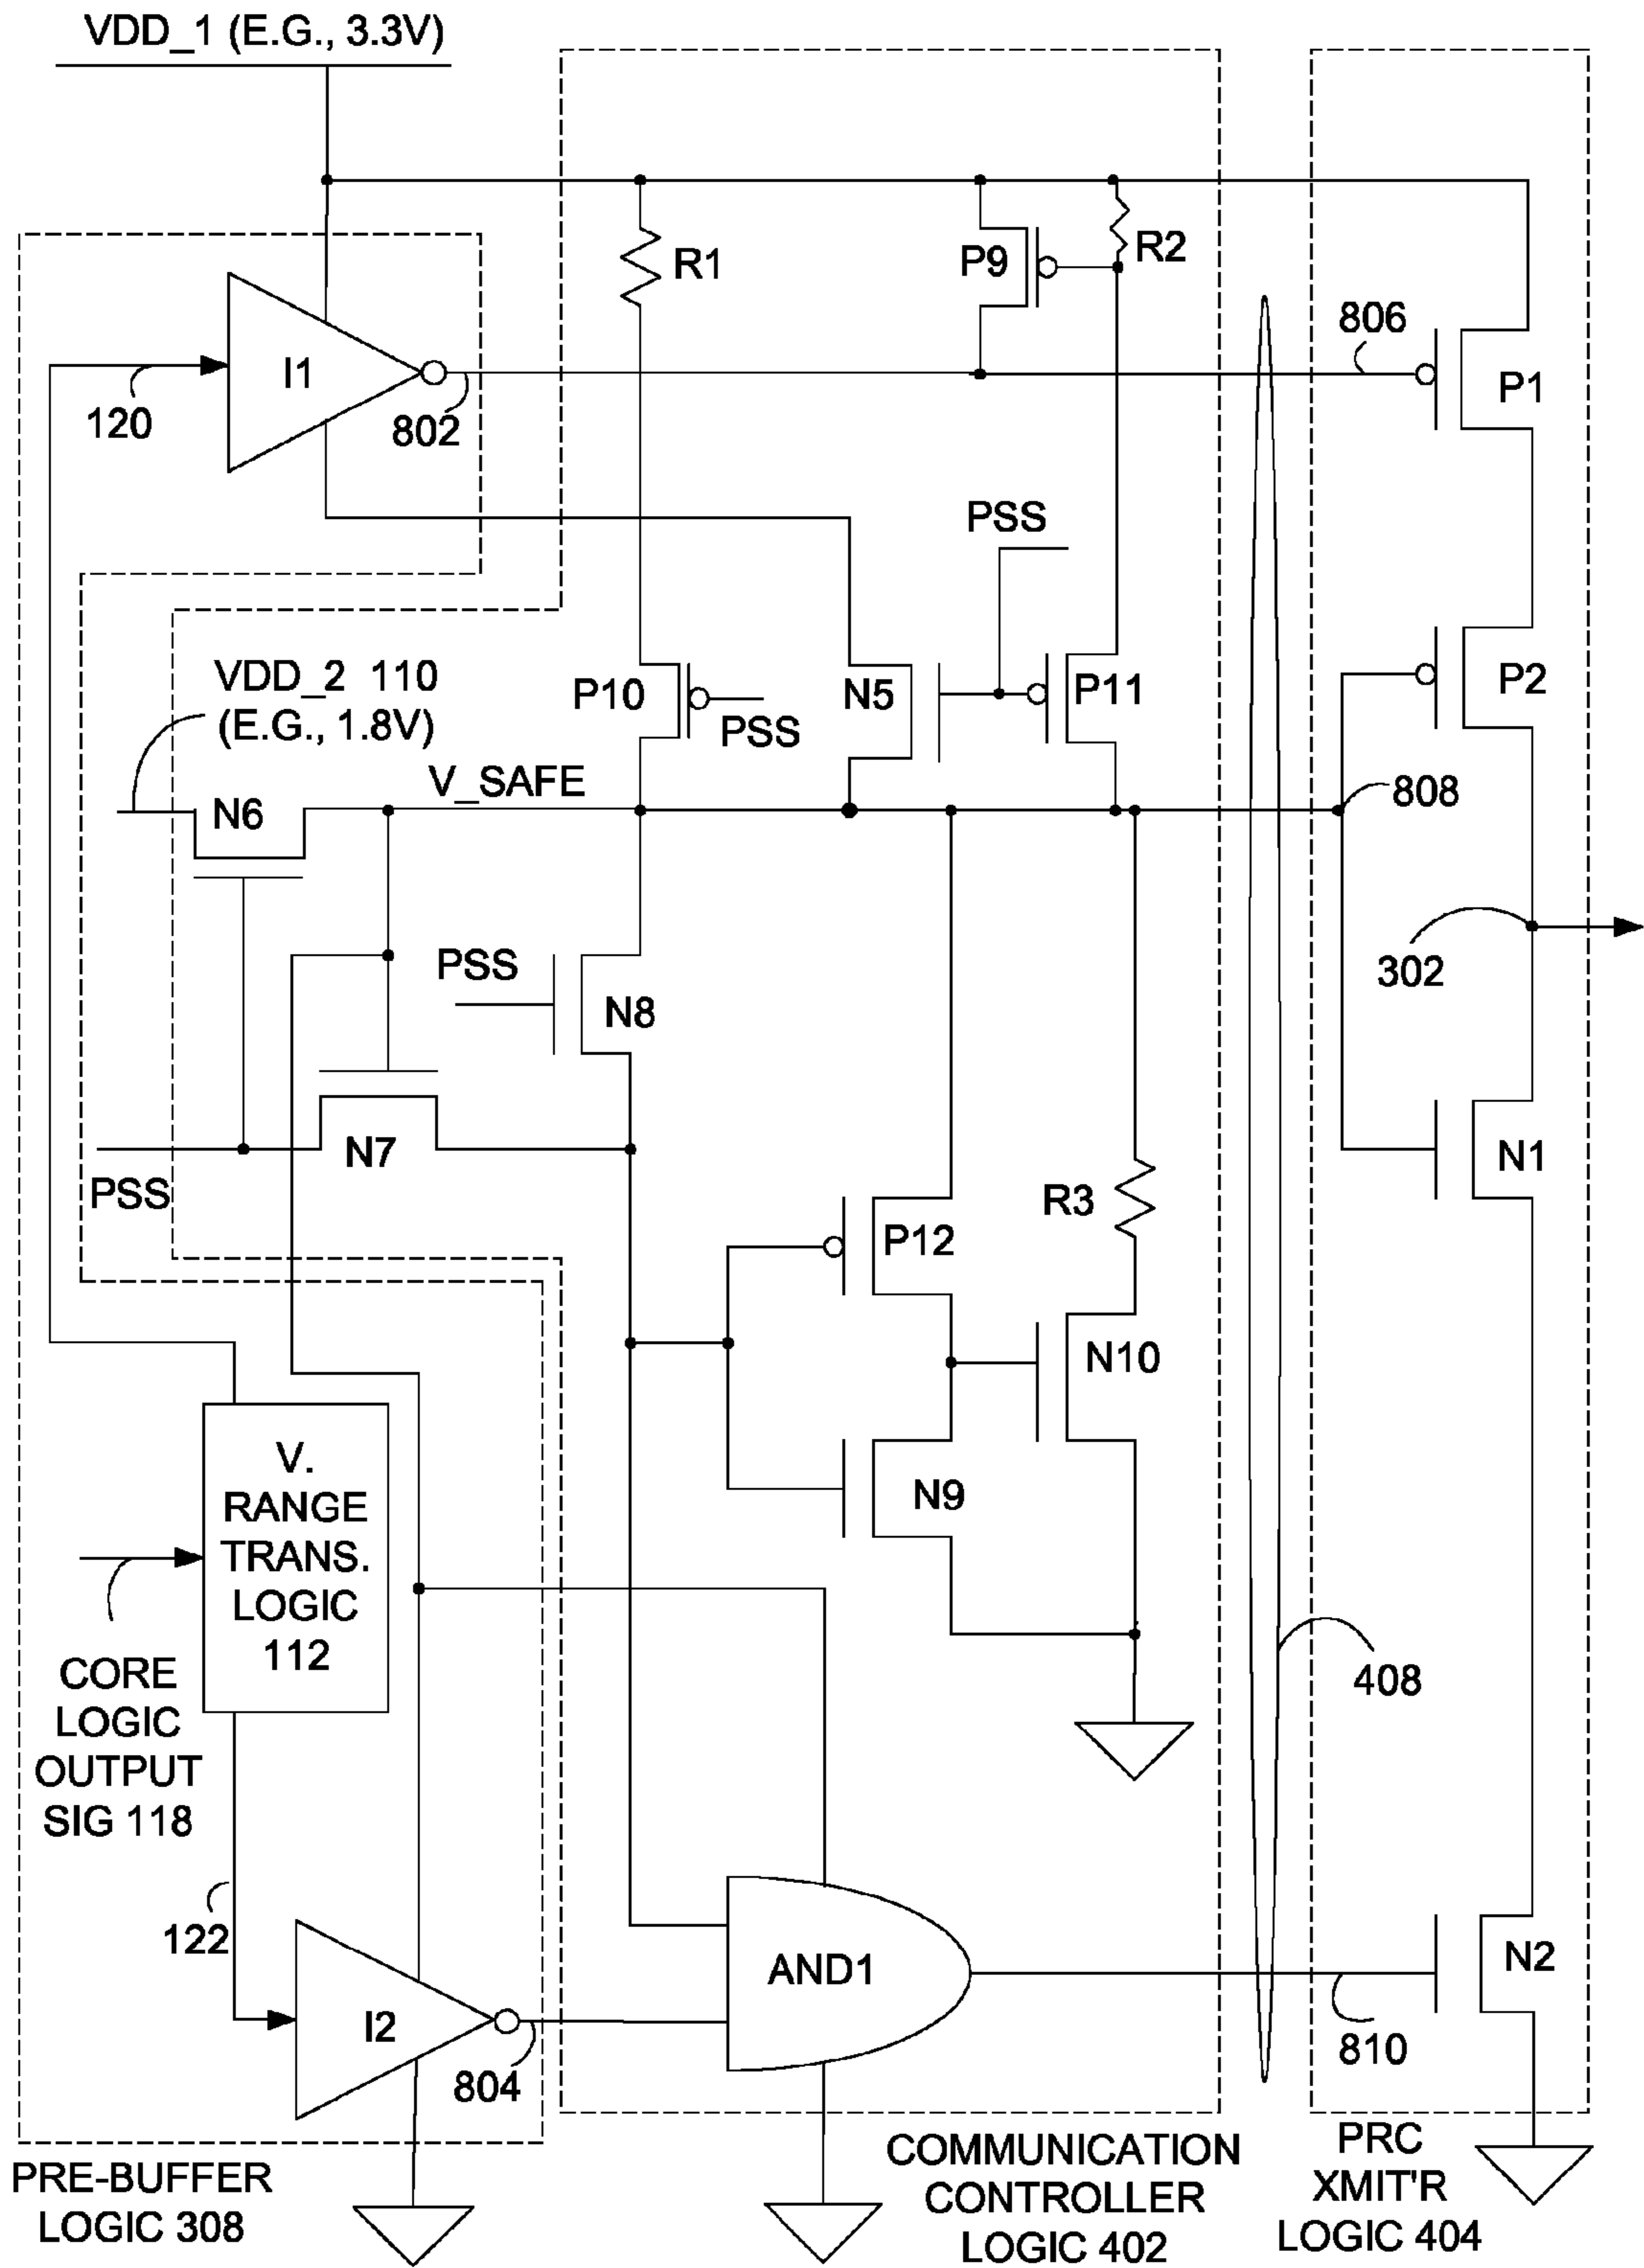 VDD_1 (E.G., 3.3V)
R1
P9
R2
806
I1
P1
120
802
PSS
VDD_2 110
(E.G., 1.8V)
P10
PSS
N5
P11
P2
V_SAFE
808
N6
302
PSS
N8
N7
PSS
N1
R3
P12
N10
N9
V.
RANGE
TRANS.
LOGIC
112
CORE
LOGIC
OUTPUT
SIG 118
408
122
AND1
N2
I2
804
810
PRE-BUFFER
LOGIC 308
COMMUNICATION
CONTROLLER
LOGIC 402
PRC
XMIT'R
LOGIC 404